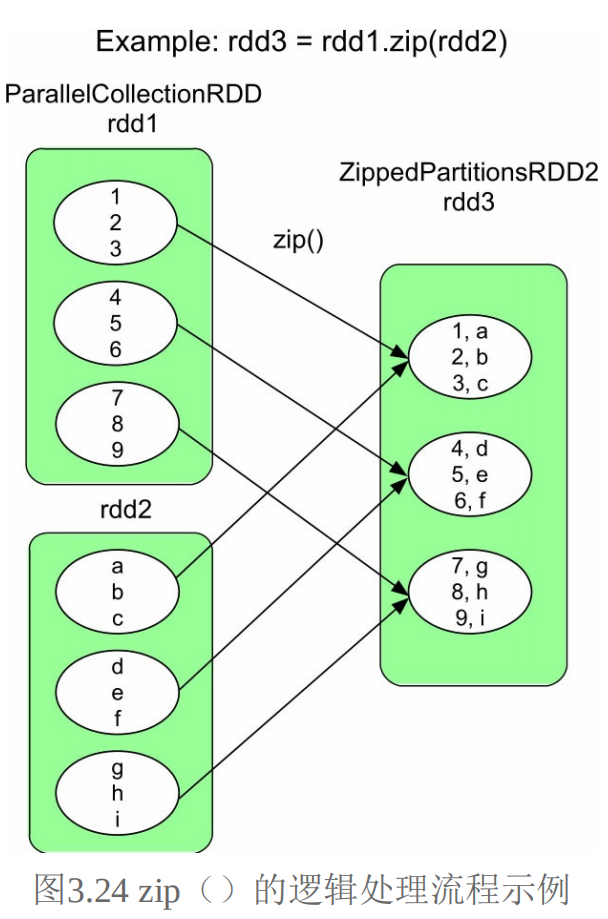 Example: rdd3 = rdd1.zip(rdd2)
ParallelCollectionRDD
rdd1
1
2
3
4
5
6
7
8
9
rdd2
a
b
c
d
e
f
g
h
i
zip()
ZippedPartitionsRDD2
rdd3
1, a
2, b
3, c
4, d
5, e
6, f
7, g
8, h
9, i
图3.24 zip（）的逻辑处理流程示例